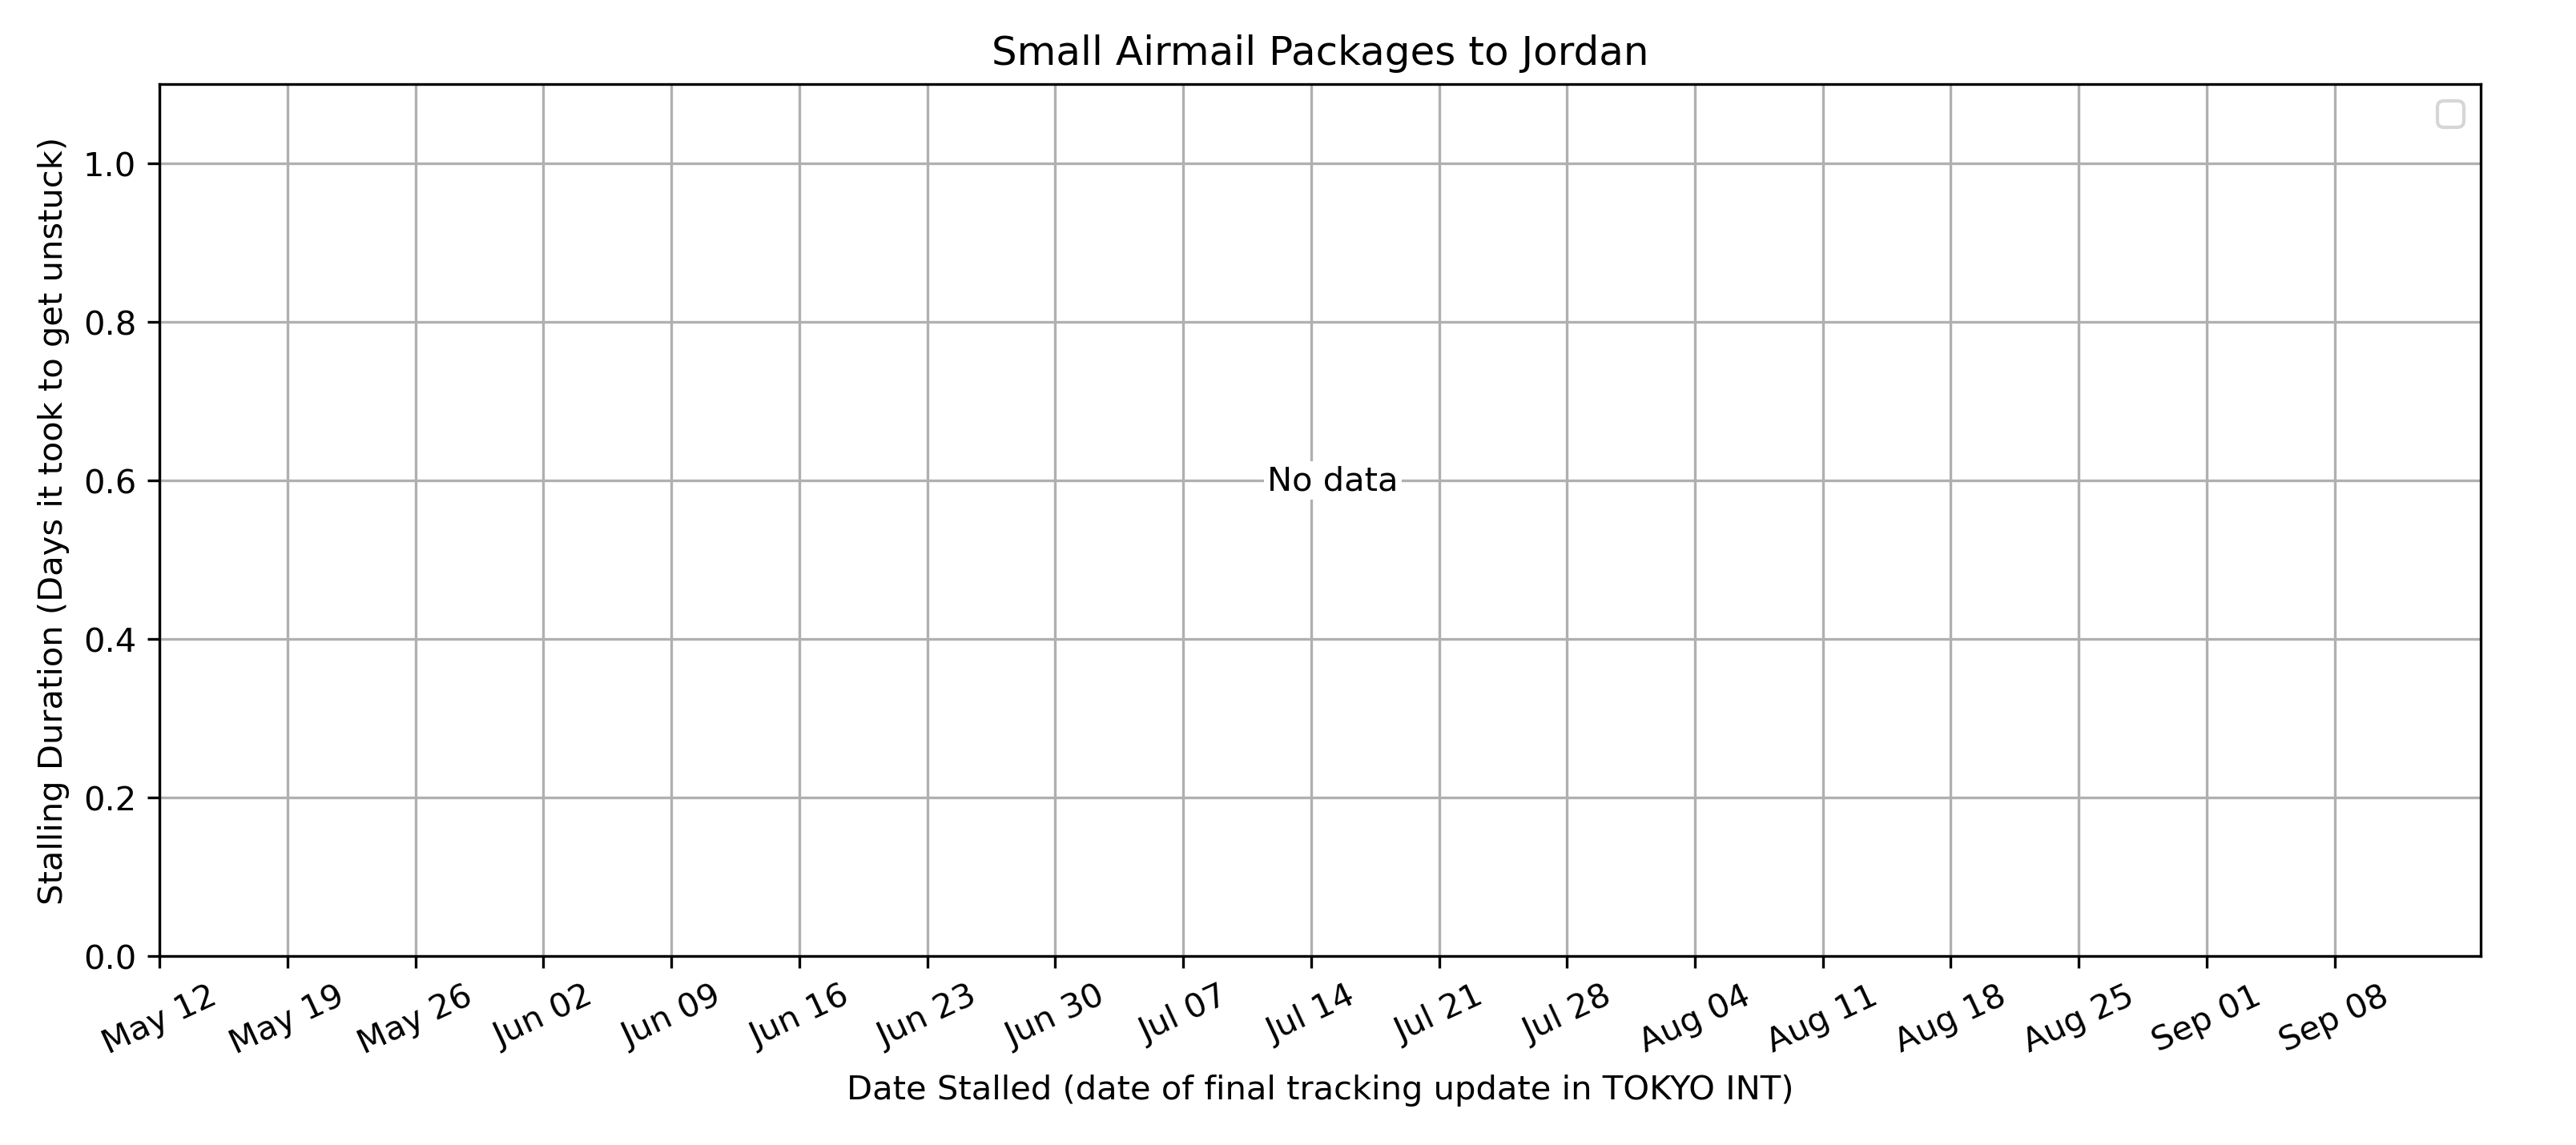 Small Airmail Packages to Jordan
Stalling Duration (Days it took to get unstuck)
1.0
0.8
0.6
0.4
0.2
0.0
No data
May 12
May 19
May 26
Jun 02
Jun 09
Jun 16
Jun 23
Jun 30
Jul 07
Jul 14
Jul 21
Jul 28
Aug 04
Aug 11
Aug 18
Aug 25
Sep 01
Sep 08
Date Stalled (date of final tracking update in TOKYO INT)